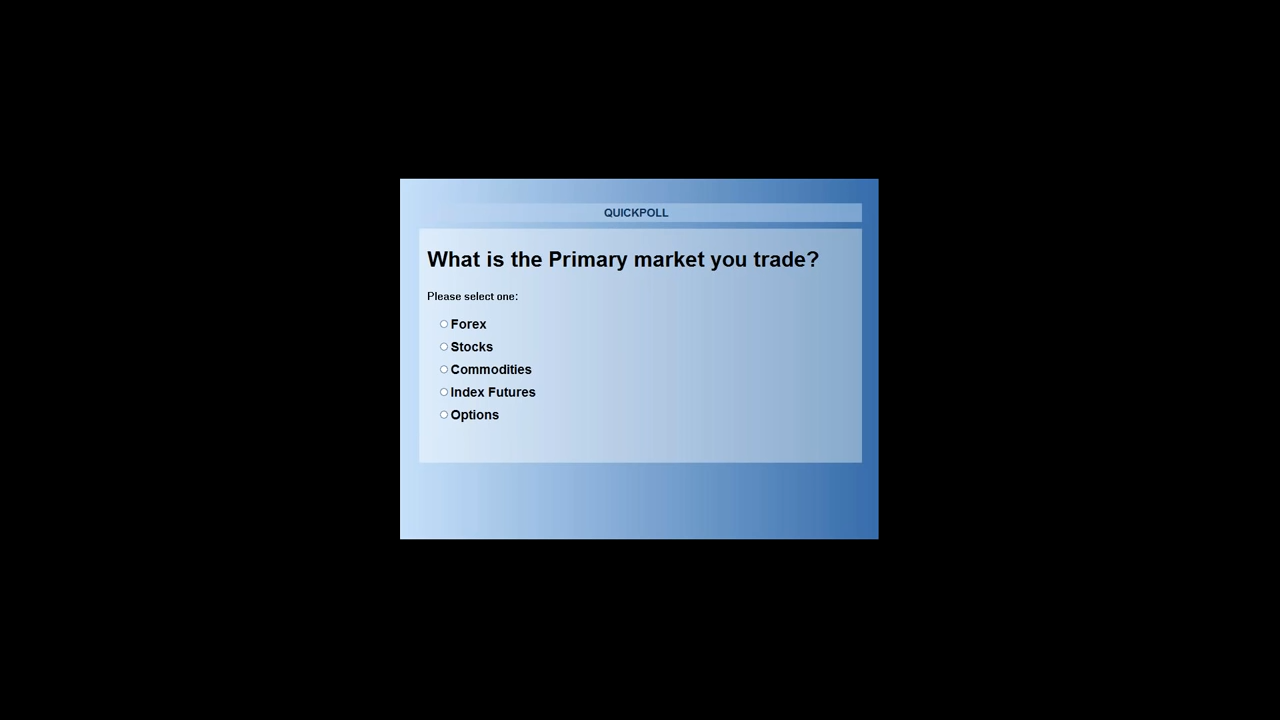 QUICKPOLL
What is the Primary market you trade?
Please select one:
Forex
Stocks
Commodities
Index Futures
Options